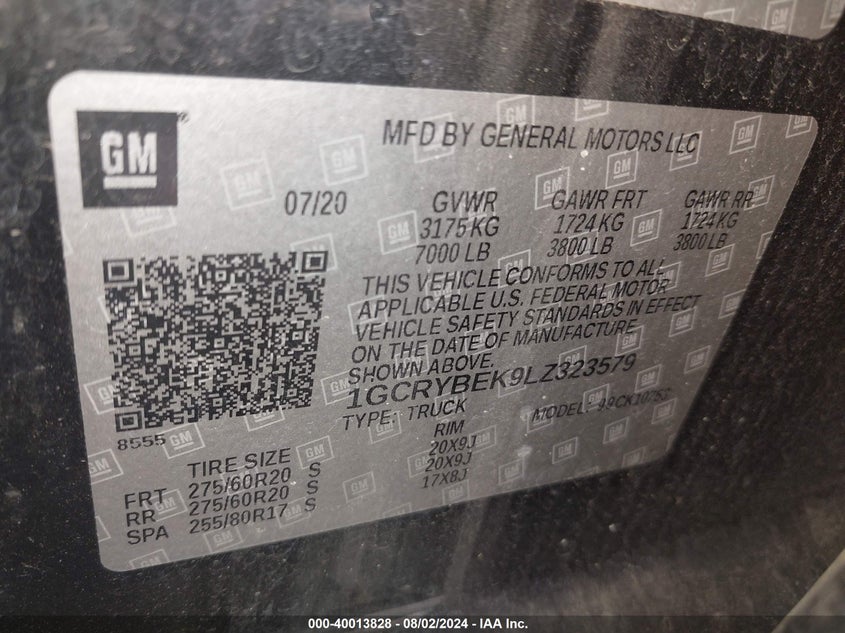 GM
MFD BY GENERAL MOTORS LLC
07/20
GVWR
3175 KG
7000 LB
GAWR FRT
1724 KG
3800 LB
GAWR RR
1724 KG
3800 LB
THIS VEHICLE CONFORMS TO ALL
APPLICABLE U.S. FEDERAL MOTOR
VEHICLE SAFETY STANDARDS IN EFFECT
ON THE DATE OF MANUFACTURE
SHOWN ABOVE.
1GCRYBEK9LZ323579
TYPE: TRUCK
MODEL:
8555
TIRE SIZE
RIM
FRT 275/60R20 S 20X9J
RR 275/60R20 S 20X9J
SPA 255/80R17 S 17X8J
000-40013828 - 08/02/2024 - IAA Inc.